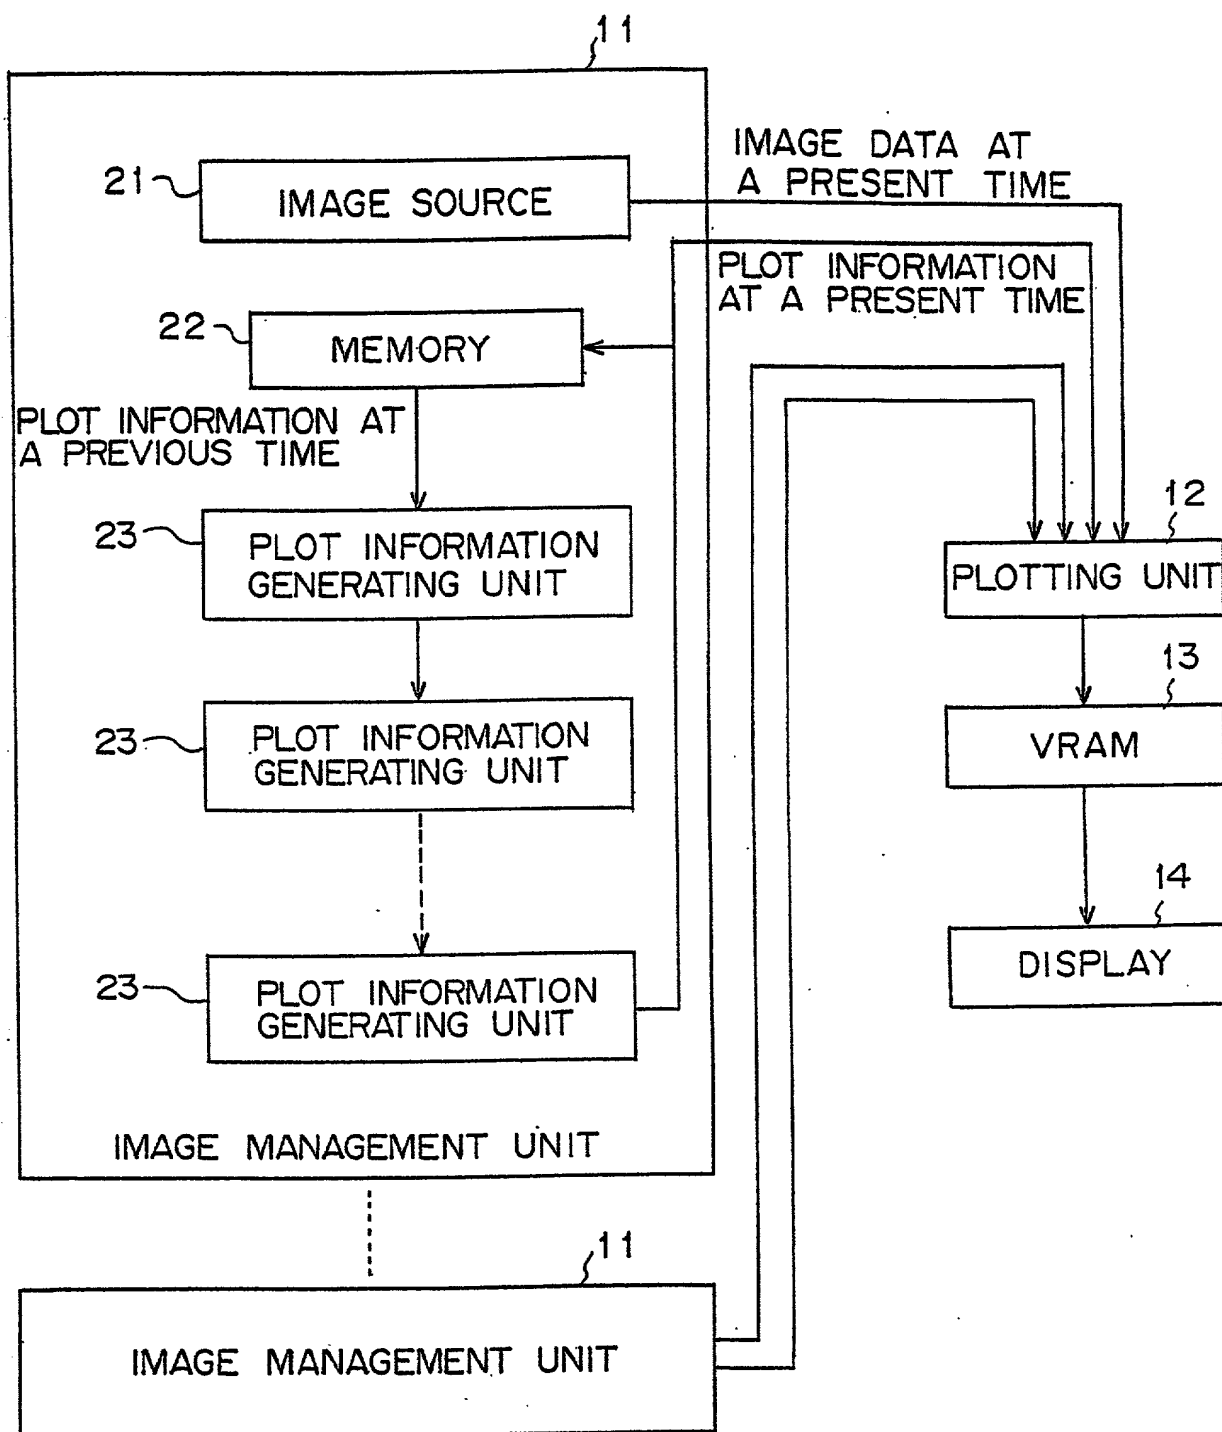 11
IMAGE DATA AT
A PRESENT TIME
21
IMAGE SOURCE
PLOT INFORMATION
AT A PRESENT TIME
22
MEMORY
PLOT INFORMATION AT
A PREVIOUS TIME
12
PLOTTING UNIT
23
PLOT INFORMATION
GENERATING UNIT
13
VRAM
23
PLOT INFORMATION
GENERATING UNIT
14
DISPLAY
23
PLOT INFORMATION
GENERATING UNIT
IMAGE MANAGEMENT UNIT
11
IMAGE MANAGEMENT UNIT